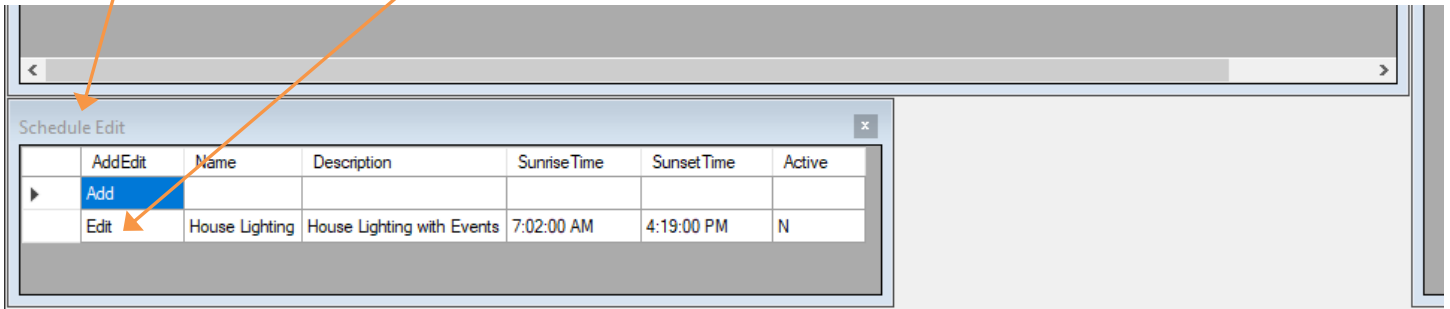 Schedule Edit
AddEdit Name Description SunriseTime SunsetTime Active
Add
Edit House Lighting House Lighting with Events 7:02:00 AM 4:19:00 PM N